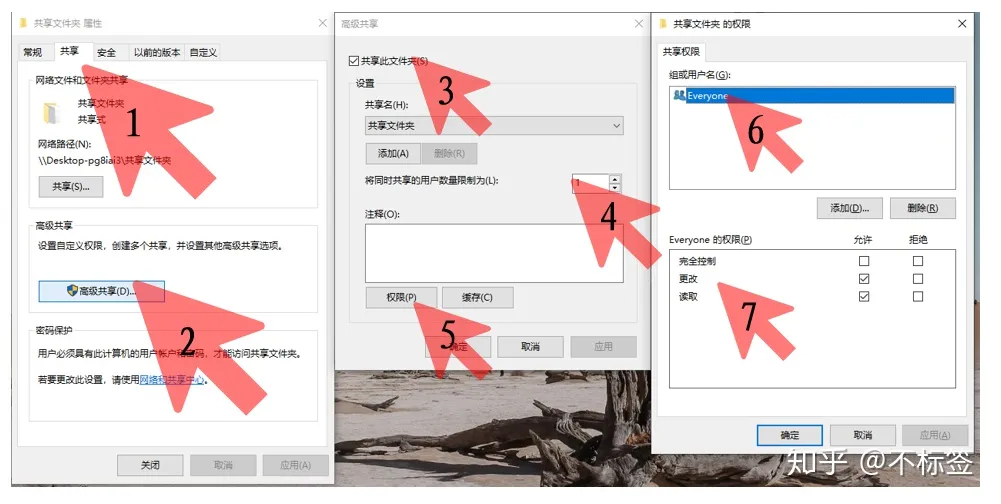 共享文件夹 属性
常规 共享 安全 以前的版本 自定义
网络文件和文件夹共享
共享文件夹
共享式
网络路径(N):
\\Desktop-pg8iai3\共享文件夹
共享(S)...
高级共享
设置自定义权限，创建多个共享，并设置其他高级共享选项。
高级共享(D)...
密码保护
用户必须具有此计算机的用户帐户和密码，才能访问共享文件夹。
若要更改此设置，请使用网络和共享中心。
关闭 取消 应用(A)
1
2
高级共享
共享此文件夹(S)
设置
共享名(H):
共享文件夹
添加(A) 删除(R)
将同时共享的用户数量限制为(L): 1
注释(O):
权限(P) 缓存(C)
确定 取消 应用
3
4
5
共享文件夹 的权限
共享权限
组或用户名(G):
Everyone
添加(D)... 删除(R)
Everyone 的权限(P) 允许 拒绝
完全控制
更改
读取
确定 取消 应用(A)
6
7
知乎 @不标签